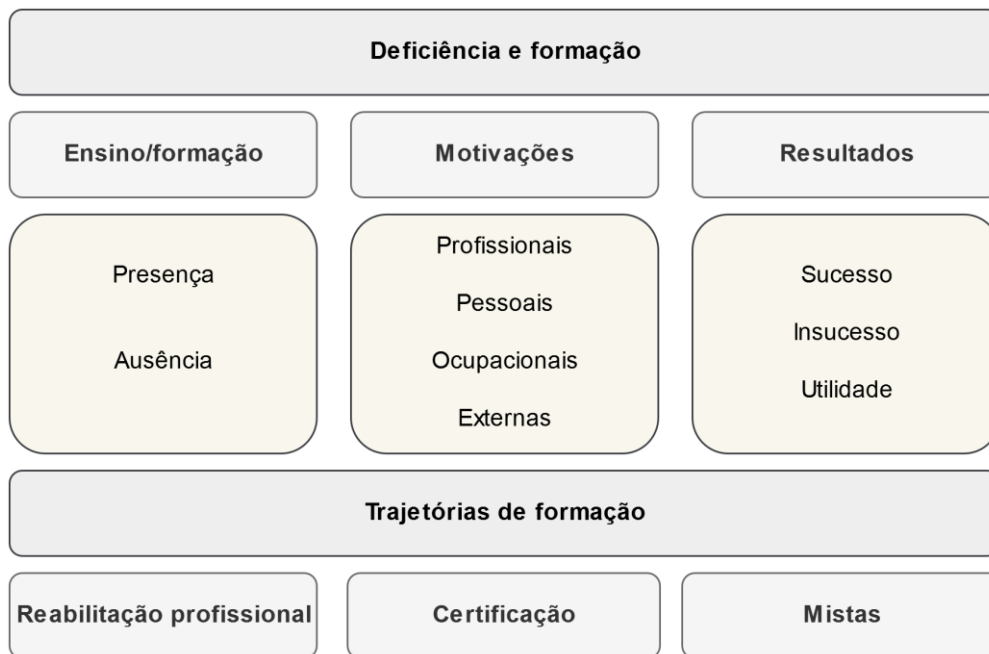 Deficiência e formação
Ensino/formação
Motivações
Resultados
Presença
Ausência
Profissionais
Pessoais
Ocupacionais
Externas
Sucesso
Insucesso
Utilidade
Trajetórias de formação
Reabilitação profissional
Certificação
Mistas